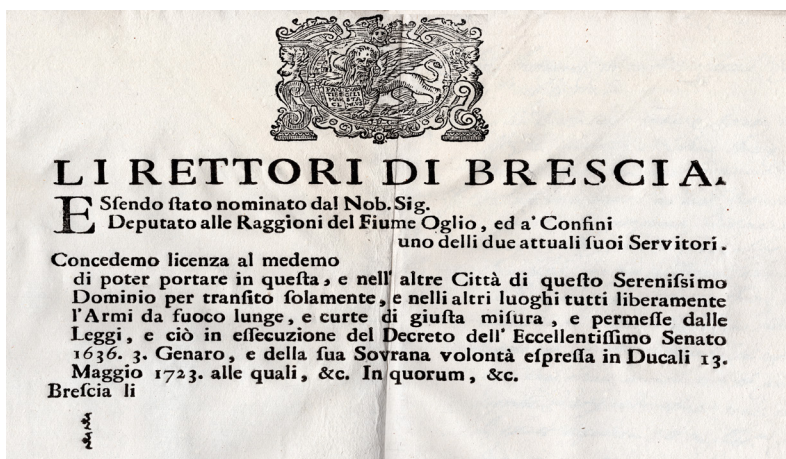 LI RETTORI DI BRESCIA.
ESſendo ſtato nominato dal Nob. Sig.
Deputato alle Raggioni del Fiume Oglio, ed a' Confini
uno delli due attuali ſuoi Servitori.
Concedemo licenza al medemo
di poter portare in queſta, e nell' altre Città di queſto Sereniſsimo
Dominio per tranſito ſolamente, e nelli altri luoghi tutti liberamente
l'Armi da fuoco lunge, e curte di giuſta miſura, e permeſſe dalle
Leggi, e ciò in eſſecuzione del Decreto dell' Eccellentiſſimo Senato
1636. 3. Genaro, e della ſua Sovrana volontà eſpreſſa in Ducali 13.
Maggio 1723. alle quali, &c. In quorum, &c.
Breſcia li